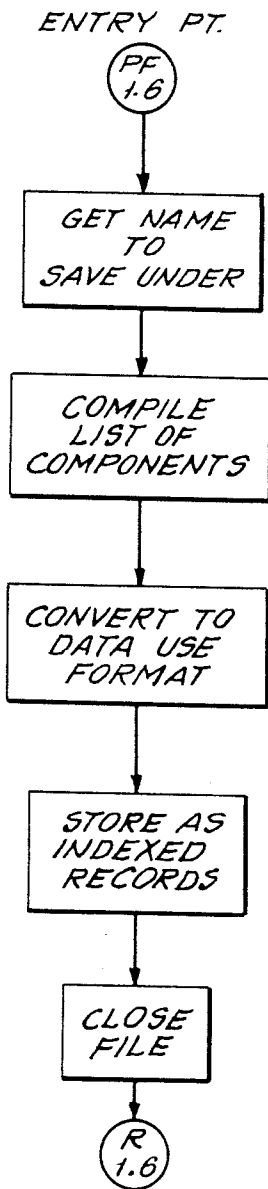 ENTRY PT.
PF
1.6
GET NAME
TO
SAVE UNDER
COMPILE
LIST OF
COMPONENTS
CONVERT TO
DATA USE
FORMAT
STORE AS
INDEXED
RECORDS
CLOSE
FILE
R
1.6